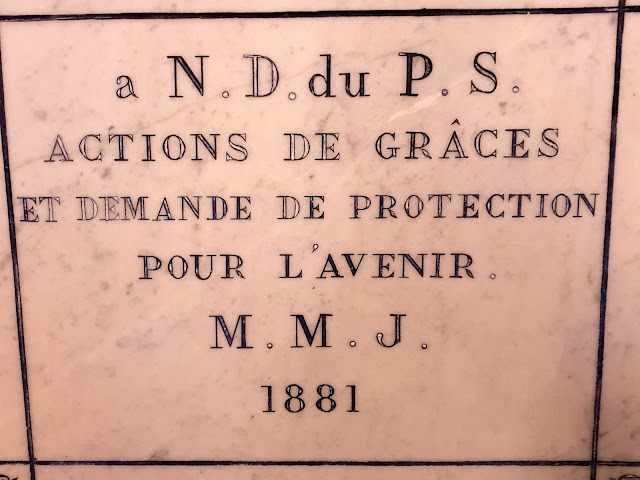 a N.D. du P.S.
ACTIONS DE GRÂCES
ET DEMANDE DE PROTECTION
POUR L'AVENIR.
M.M.J.
1881